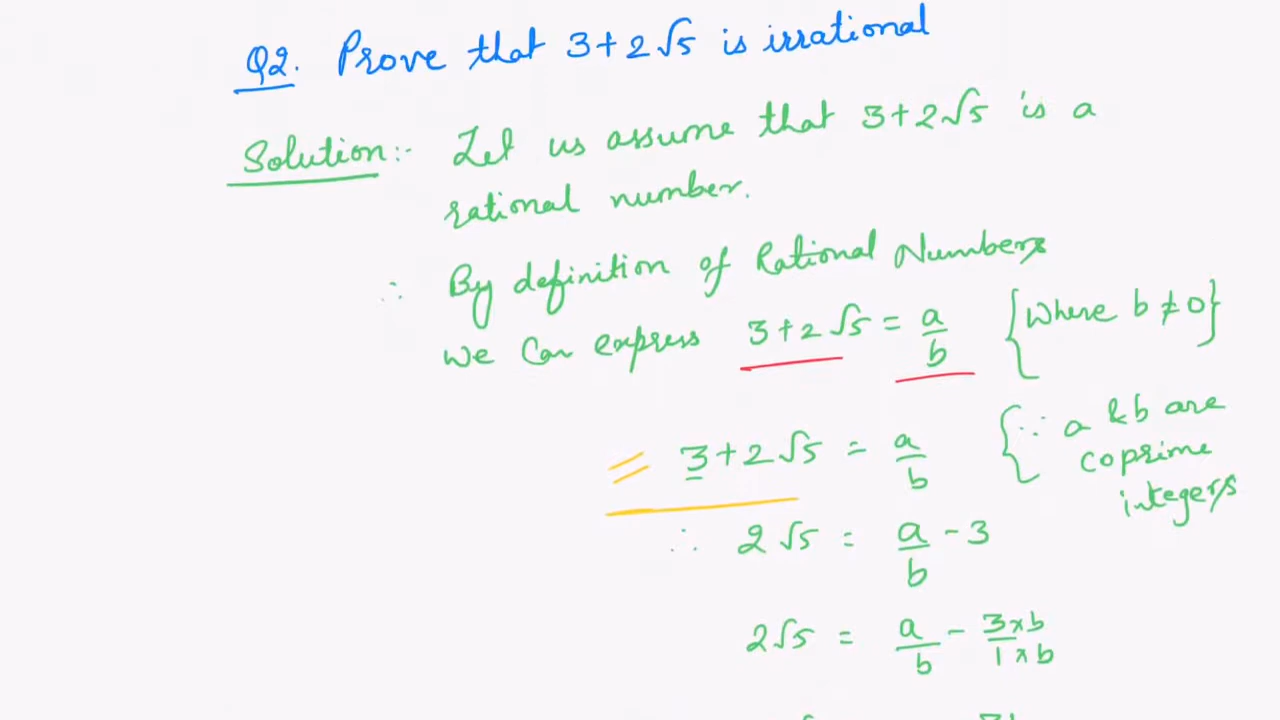 Q2. Prove that 3+2√5 is irrational
Solution:- Let us assume that 3+2√5 is a
rational number.
∴ By definition of Rational Numbers
we can express 3+2√5 = a/b {where b ≠ 0}
= 3+2√5 = a/b {∵ a & b are
coprime
integers
∴ 2√5 = a/b - 3
2√5 = a/b - 3×b/1×b